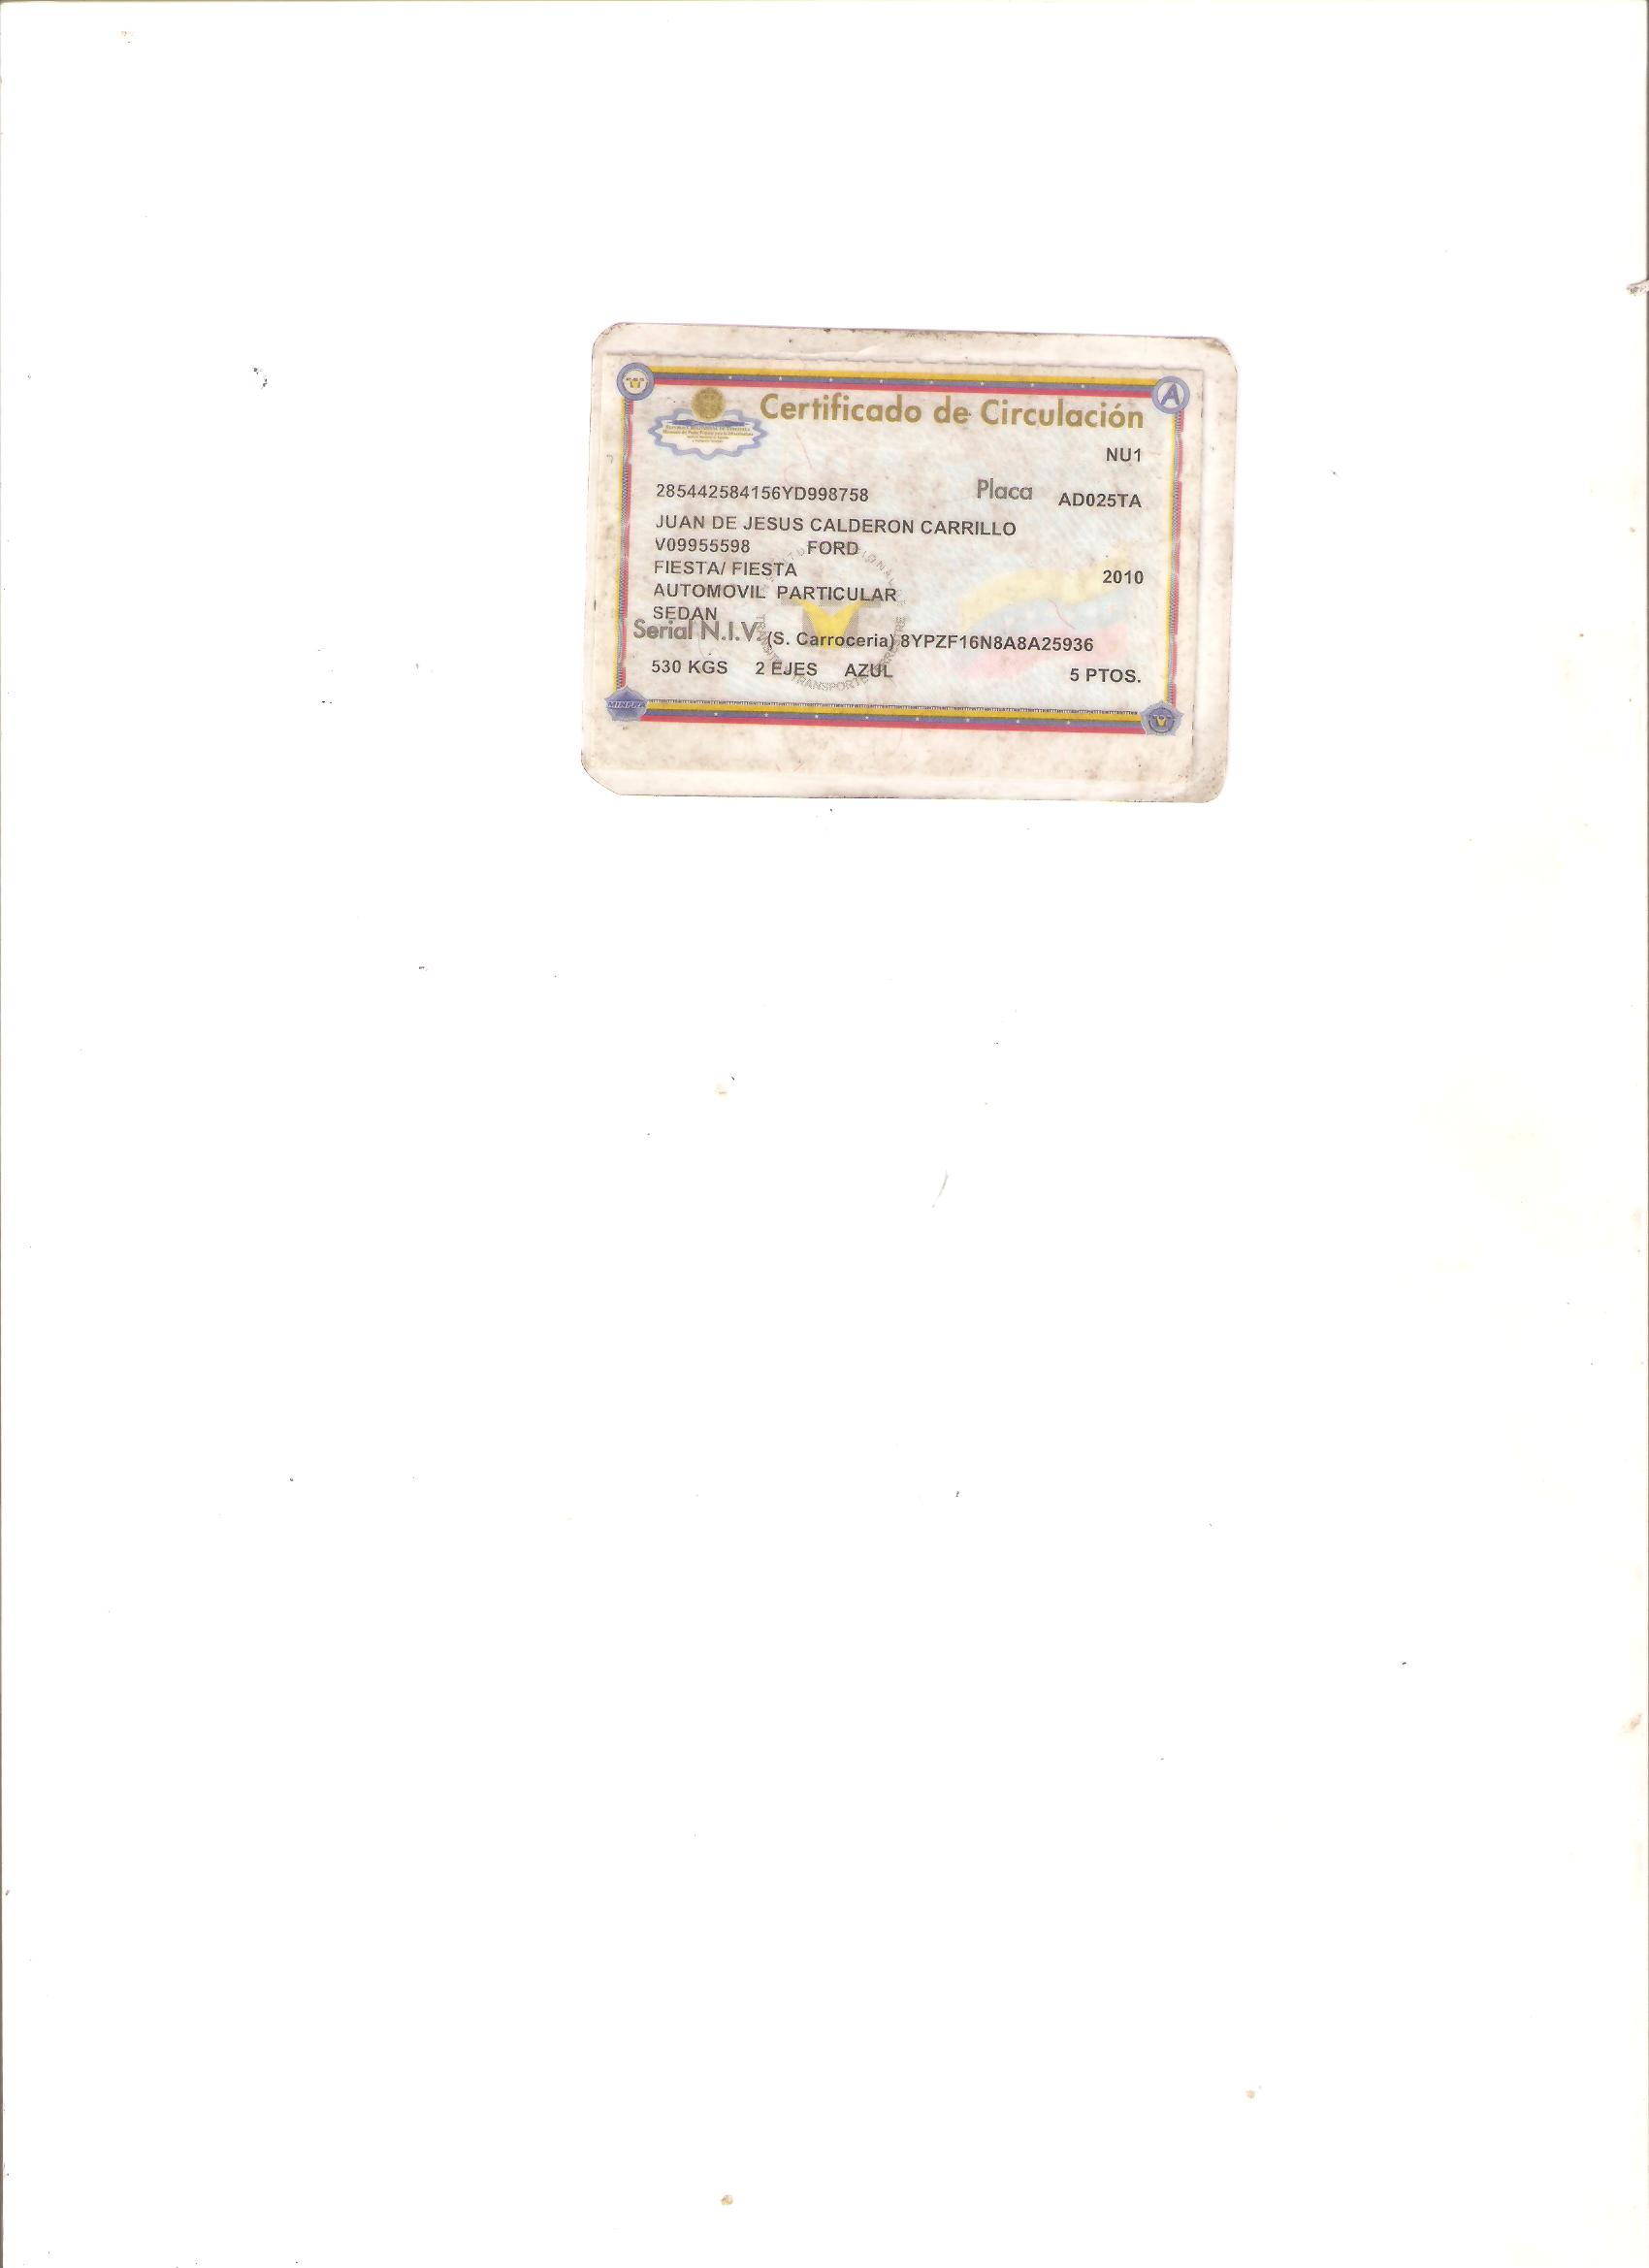 Certificado de Circulación
NU1
285442584156YD998758 Placa AD025TA
JUAN DE JESUS CALDERON CARRILLO
V09955598 FORD
FIESTA/ FIESTA 2010
AUTOMOVIL PARTICULAR
SEDAN
Serial N.I.V. (S. Carroceria) 8YPZF16N8A8A25936
530 KGS 2 EJES AZUL 5 PTOS.
A